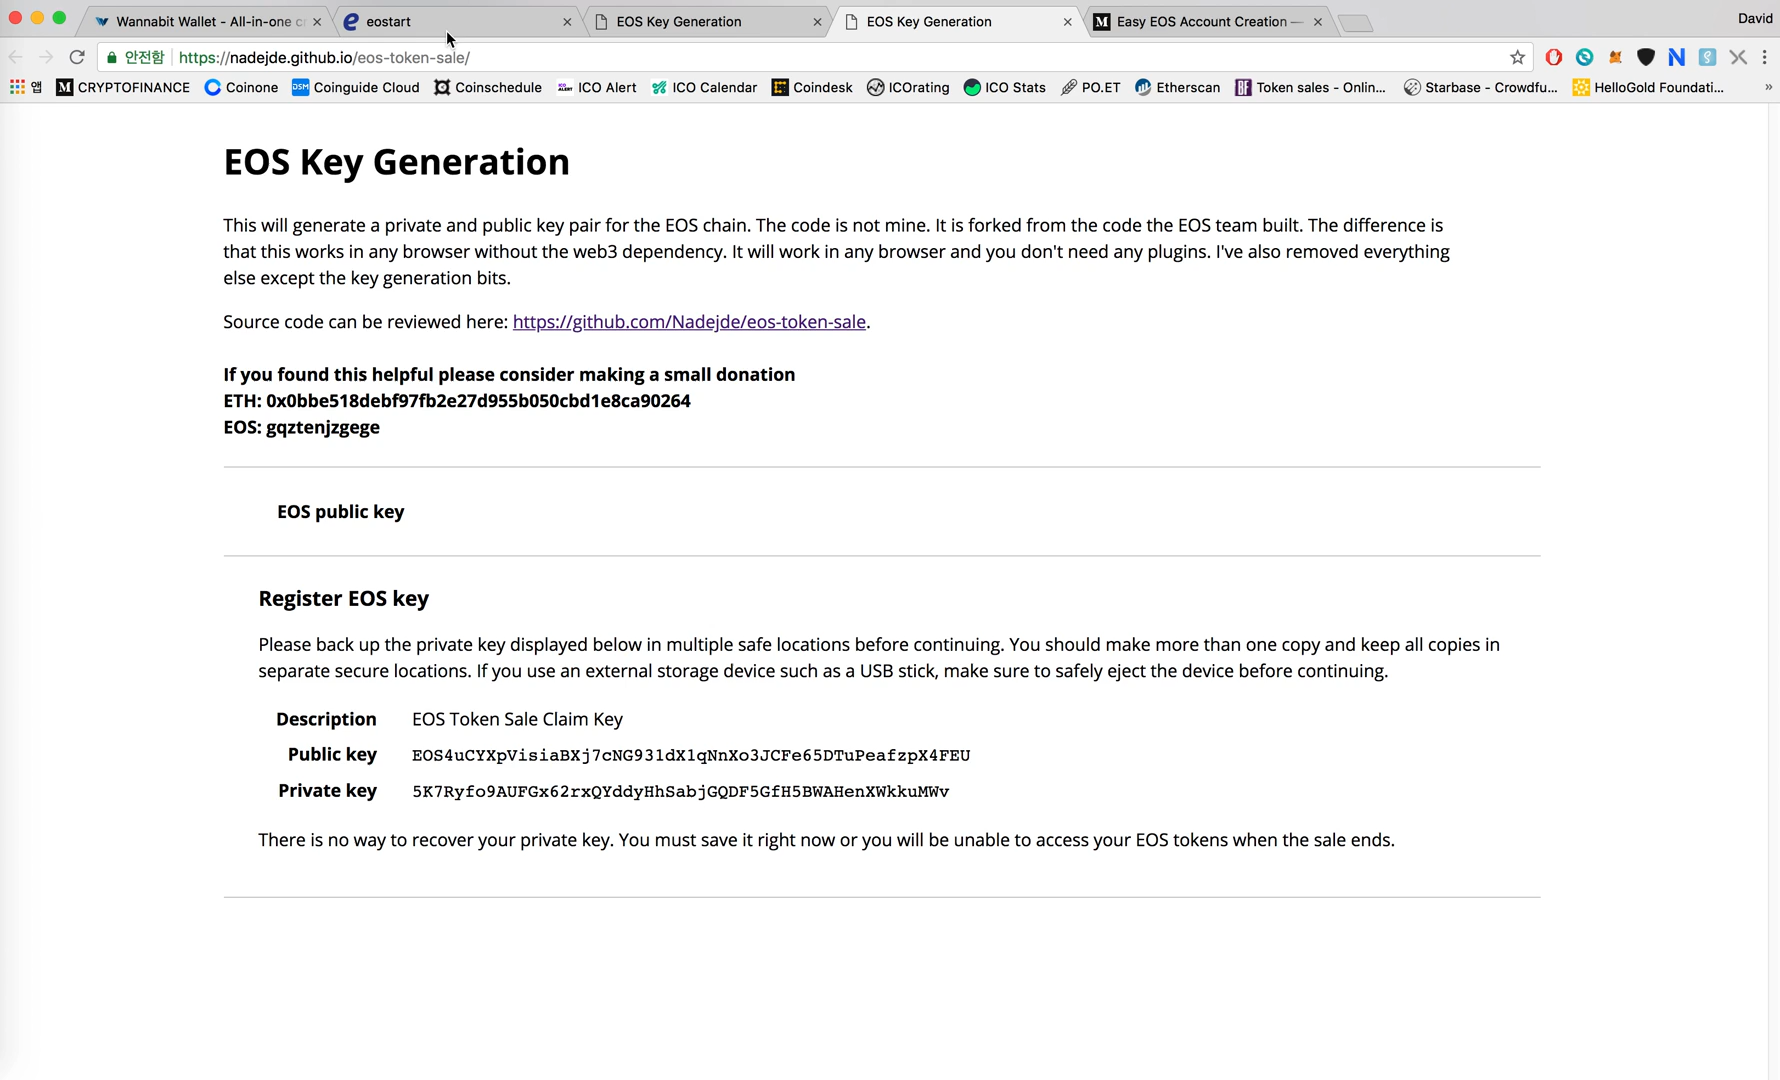 Wannabit Wallet - All-in-one cr
eostart
EOS Key Generation
EOS Key Generation
Easy EOS Account Creation —
David
안전함
https://nadejde.github.io/eos-token-sale/
앱
CRYPTOFINANCE
Coinone
Coinguide Cloud
Coinschedule
ICO Alert
ICO Calendar
Coindesk
ICOrating
ICO Stats
PO.ET
Etherscan
Token sales - Onlin...
Starbase - Crowdfu...
HelloGold Foundati...
»
EOS Key Generation
This will generate a private and public key pair for the EOS chain. The code is not mine. It is forked from the code the EOS team built. The difference is
that this works in any browser without the web3 dependency. It will work in any browser and you don't need any plugins. I've also removed everything
else except the key generation bits.
Source code can be reviewed here: https://github.com/Nadejde/eos-token-sale.
If you found this helpful please consider making a small donation
ETH: 0x0bbe518debf97fb2e27d955b050cbd1e8ca90264
EOS: gqztenjzgege
EOS public key
Register EOS key
Please back up the private key displayed below in multiple safe locations before continuing. You should make more than one copy and keep all copies in
separate secure locations. If you use an external storage device such as a USB stick, make sure to safely eject the device before continuing.
Description EOS Token Sale Claim Key
Public key EOS4uCYXpVisiaBXj7cNG931dX1qNnXo3JCFe65DTuPeafzpX4FEU
Private key 5K7Ryfo9AUFGx62rxQYddyHhSabjGQDF5GfH5BWAHenXWkkuMWv
There is no way to recover your private key. You must save it right now or you will be unable to access your EOS tokens when the sale ends.